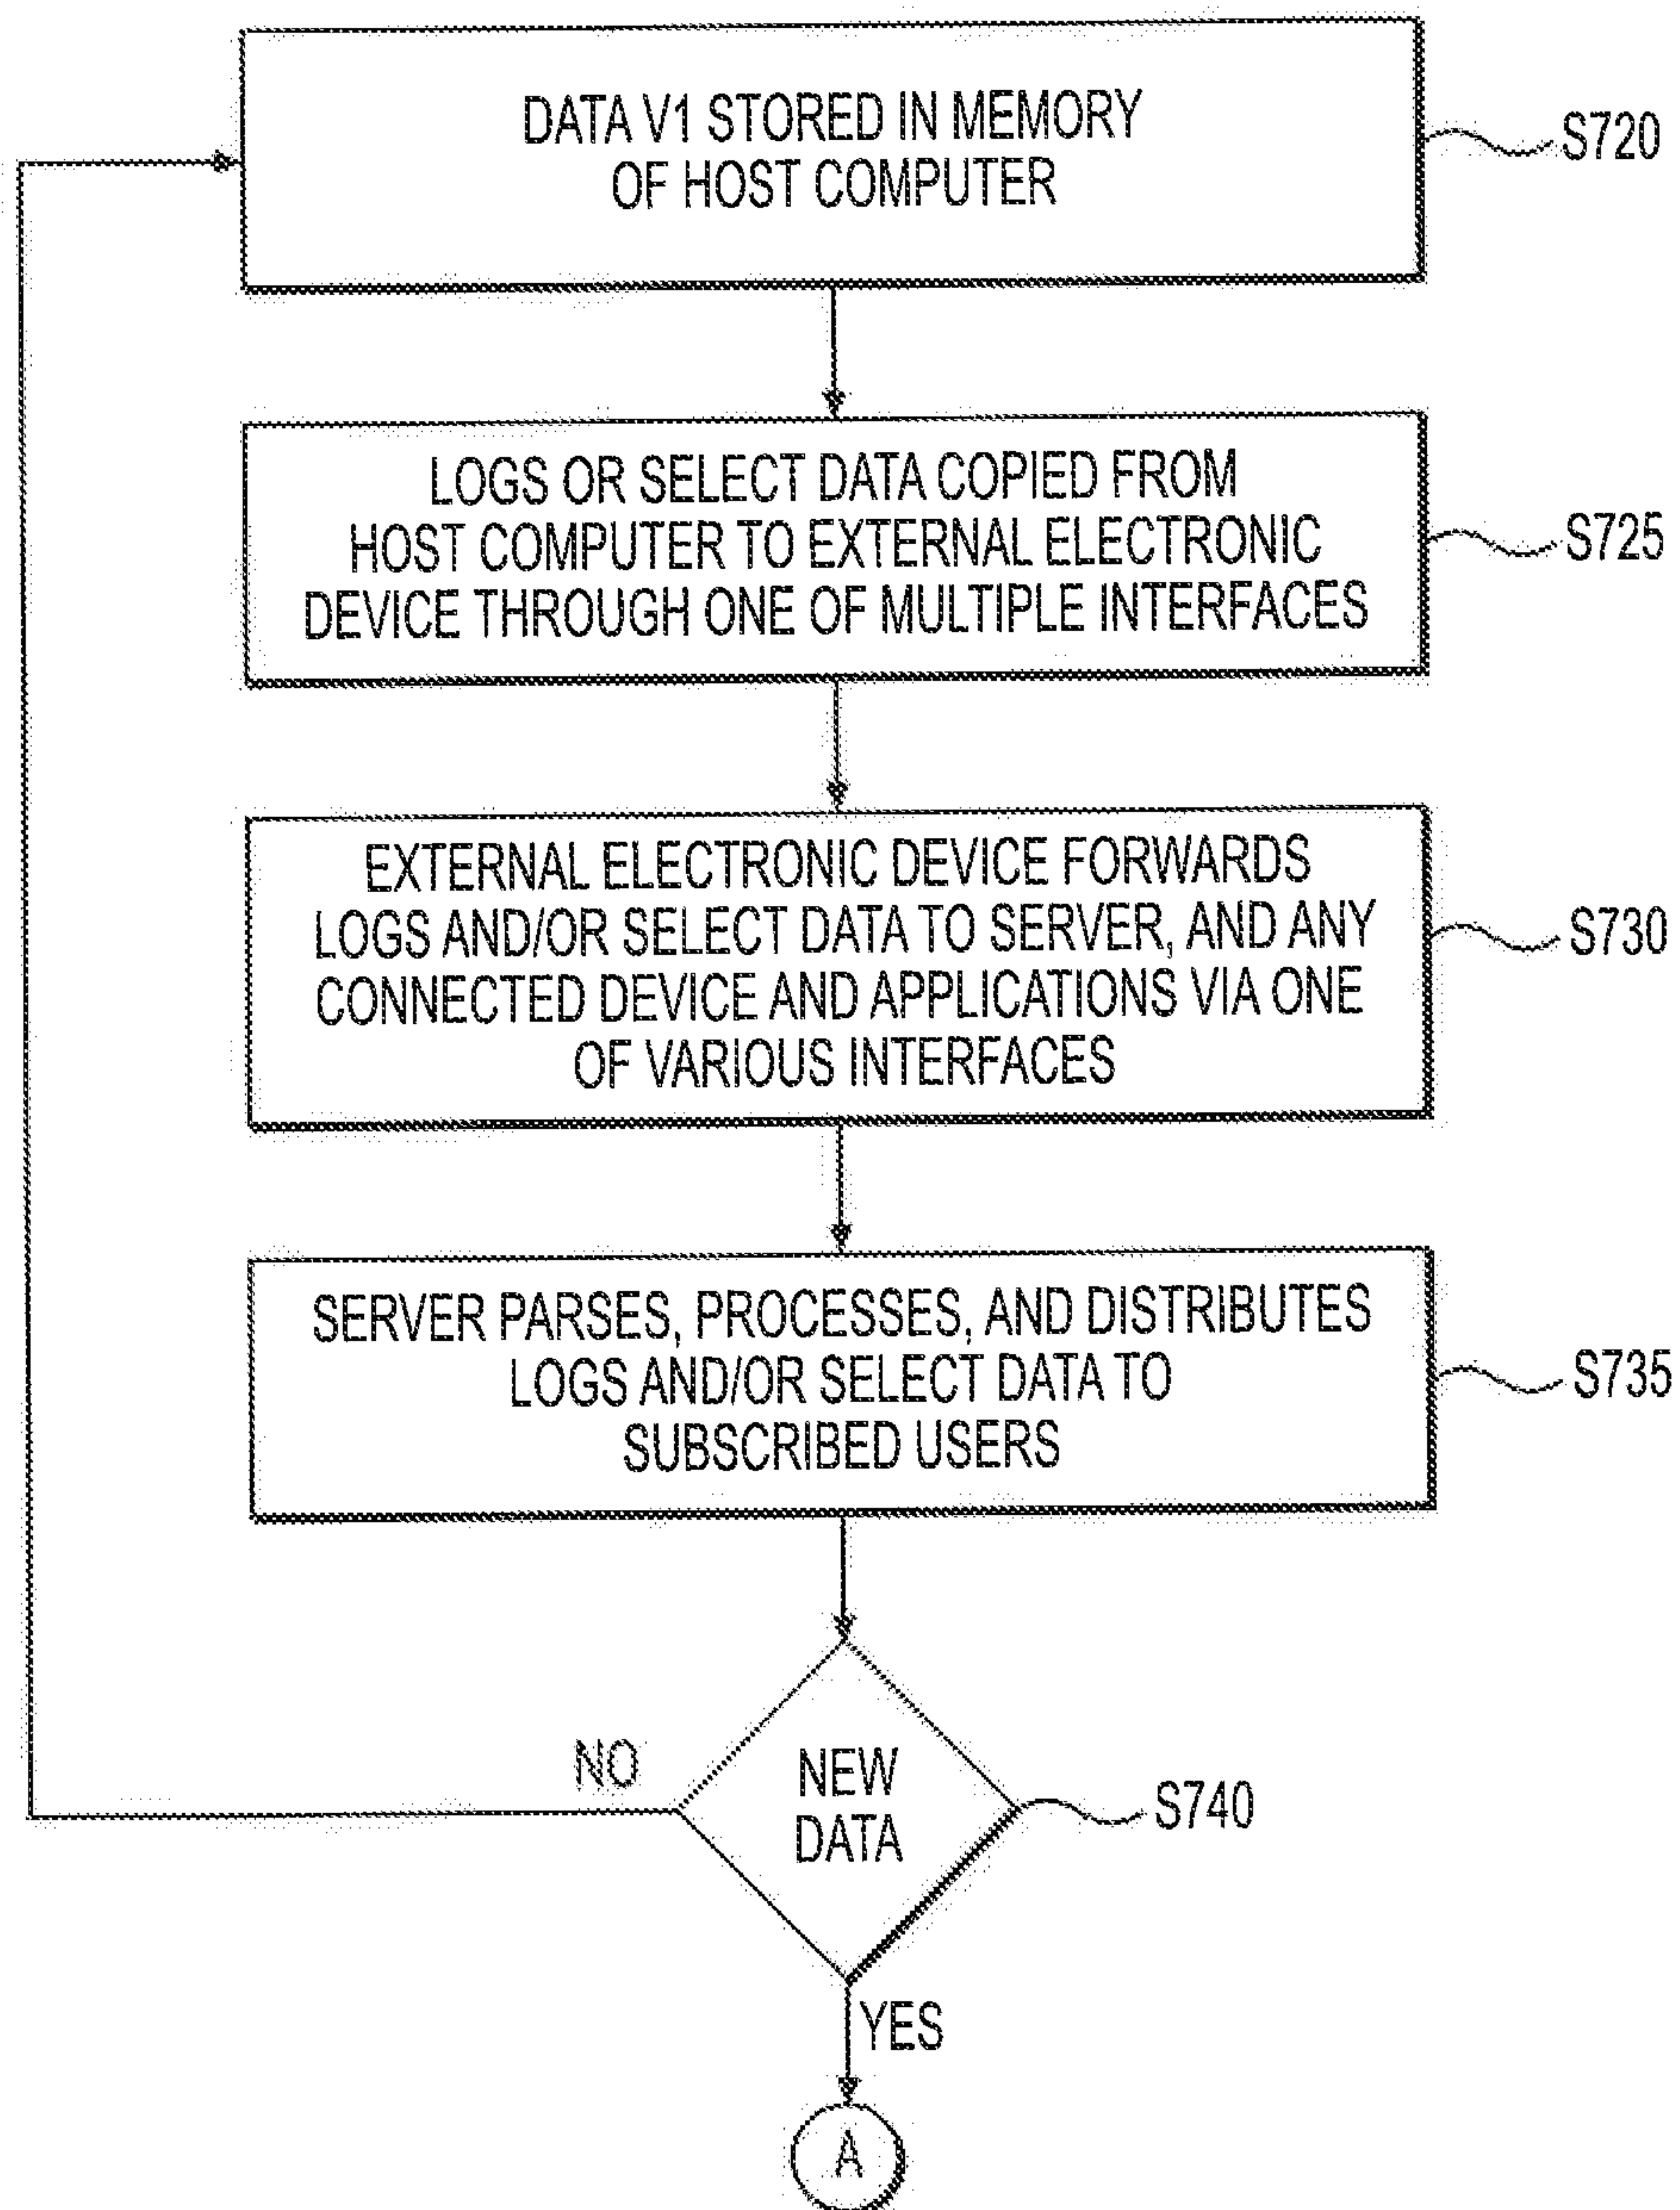 DATA V1 STORED IN MEMORY
OF HOST COMPUTER
S720
LOGS OR SELECT DATA COPIED FROM
HOST COMPUTER TO EXTERNAL ELECTRONIC
DEVICE THROUGH ONE OF MULTIPLE INTERFACES
S725
EXTERNAL ELECTRONIC DEVICE FORWARDS
LOGS AND/OR SELECT DATA TO SERVER, AND ANY
CONNECTED DEVICE AND APPLICATIONS VIA ONE
OF VARIOUS INTERFACES
S730
SERVER PARSES, PROCESSES, AND DISTRIBUTES
LOGS AND/OR SELECT DATA TO
SUBSCRIBED USERS
S735
NO
NEW
DATA
S740
YES
A